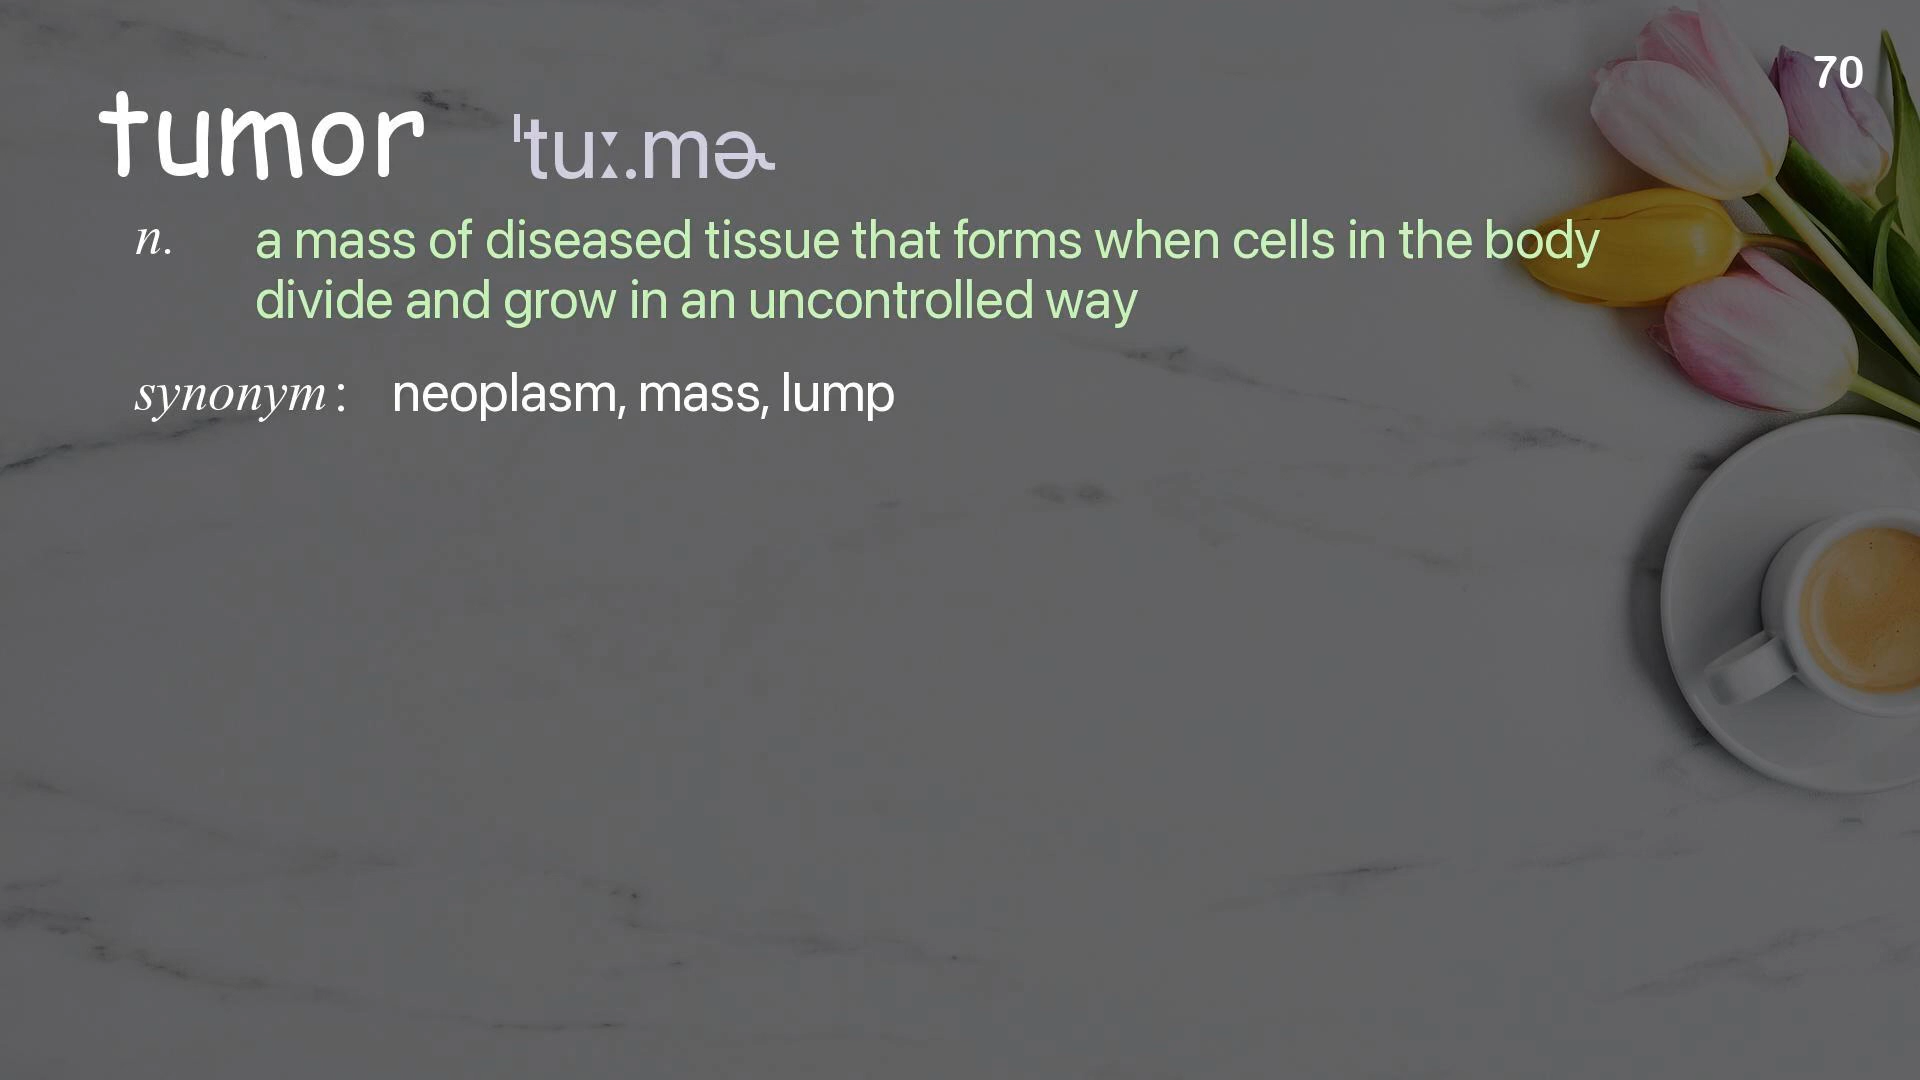 70
tumor ˈtuː.mɚ
n. a mass of diseased tissue that forms when cells in the body
divide and grow in an uncontrolled way
synonym: neoplasm, mass, lump